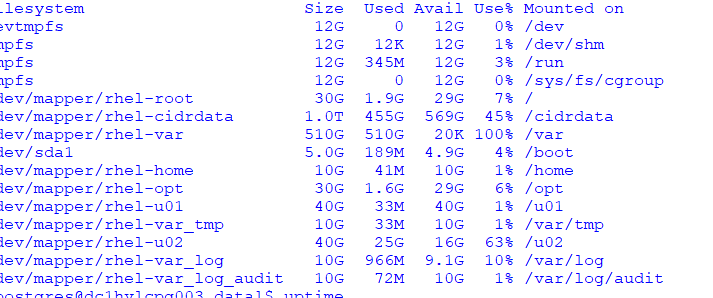 ilesystem Size Used Avail Use% Mounted on
evtmpfs 12G 0 12G 0% /dev
mpfs 12G 12K 12G 1% /dev/shm
mpfs 12G 345M 12G 3% /run
mpfs 12G 0 12G 0% /sys/fs/cgroup
dev/mapper/rhel-root 30G 1.9G 29G 7% /
dev/mapper/rhel-cidrdata 1.0T 455G 569G 45% /cidrdata
dev/mapper/rhel-var 510G 510G 20K 100% /var
dev/sda1 5.0G 189M 4.9G 4% /boot
dev/mapper/rhel-home 10G 41M 10G 1% /home
dev/mapper/rhel-opt 30G 1.6G 29G 6% /opt
dev/mapper/rhel-u01 40G 33M 40G 1% /u01
dev/mapper/rhel-var_tmp 10G 33M 10G 1% /var/tmp
dev/mapper/rhel-u02 40G 25G 16G 63% /u02
dev/mapper/rhel-var_log 10G 966M 9.1G 10% /var/log
dev/mapper/rhel-var_log_audit 10G 72M 10G 1% /var/log/audit
uptime